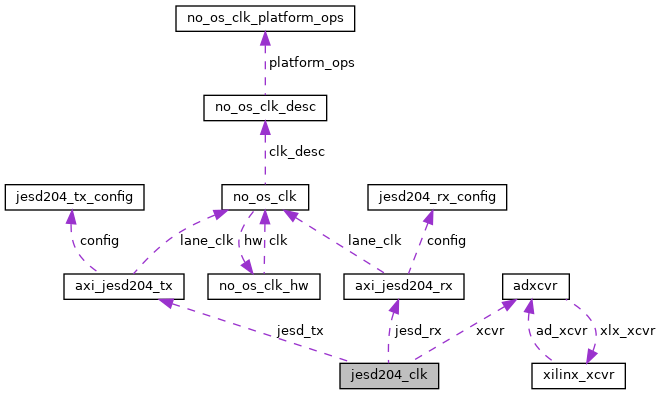 no_os_clk_platform_ops
platform_ops
no_os_clk_desc
clk_desc
jesd204_tx_config
no_os_clk
jesd204_rx_config
config
lane_clk
hw
clk
lane_clk
config
axi_jesd204_tx
no_os_clk_hw
axi_jesd204_rx
adxcvr
jesd_tx
jesd_rx
xcvr
ad_xcvr
xlx_xcvr
jesd204_clk
xilinx_xcvr